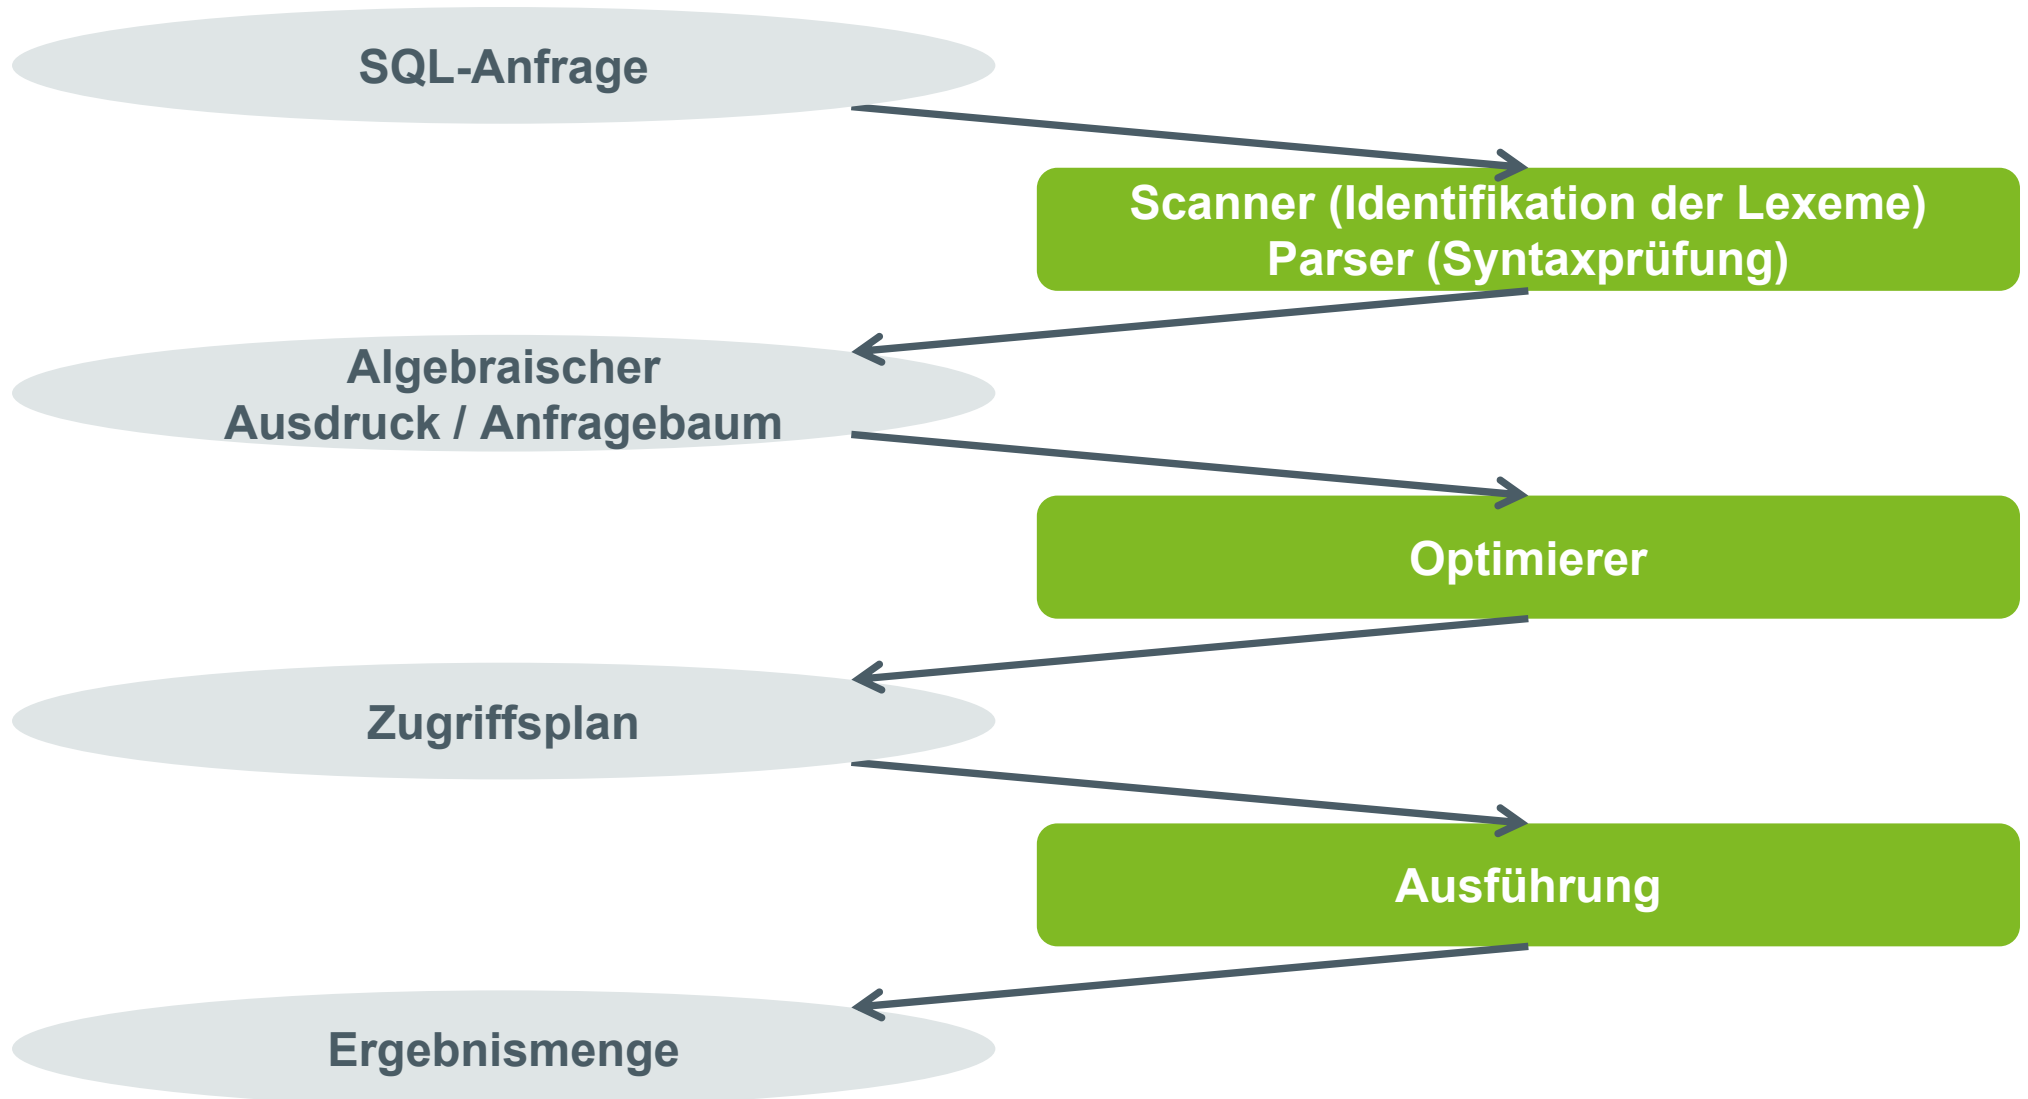 SQL-Anfrage
Scanner (Identifikation der Lexeme)
Parser (Syntaxprüfung)
Algebraischer
Ausdruck / Anfragebaum
Optimierer
Zugriffsplan
Ausführung
Ergebnismenge